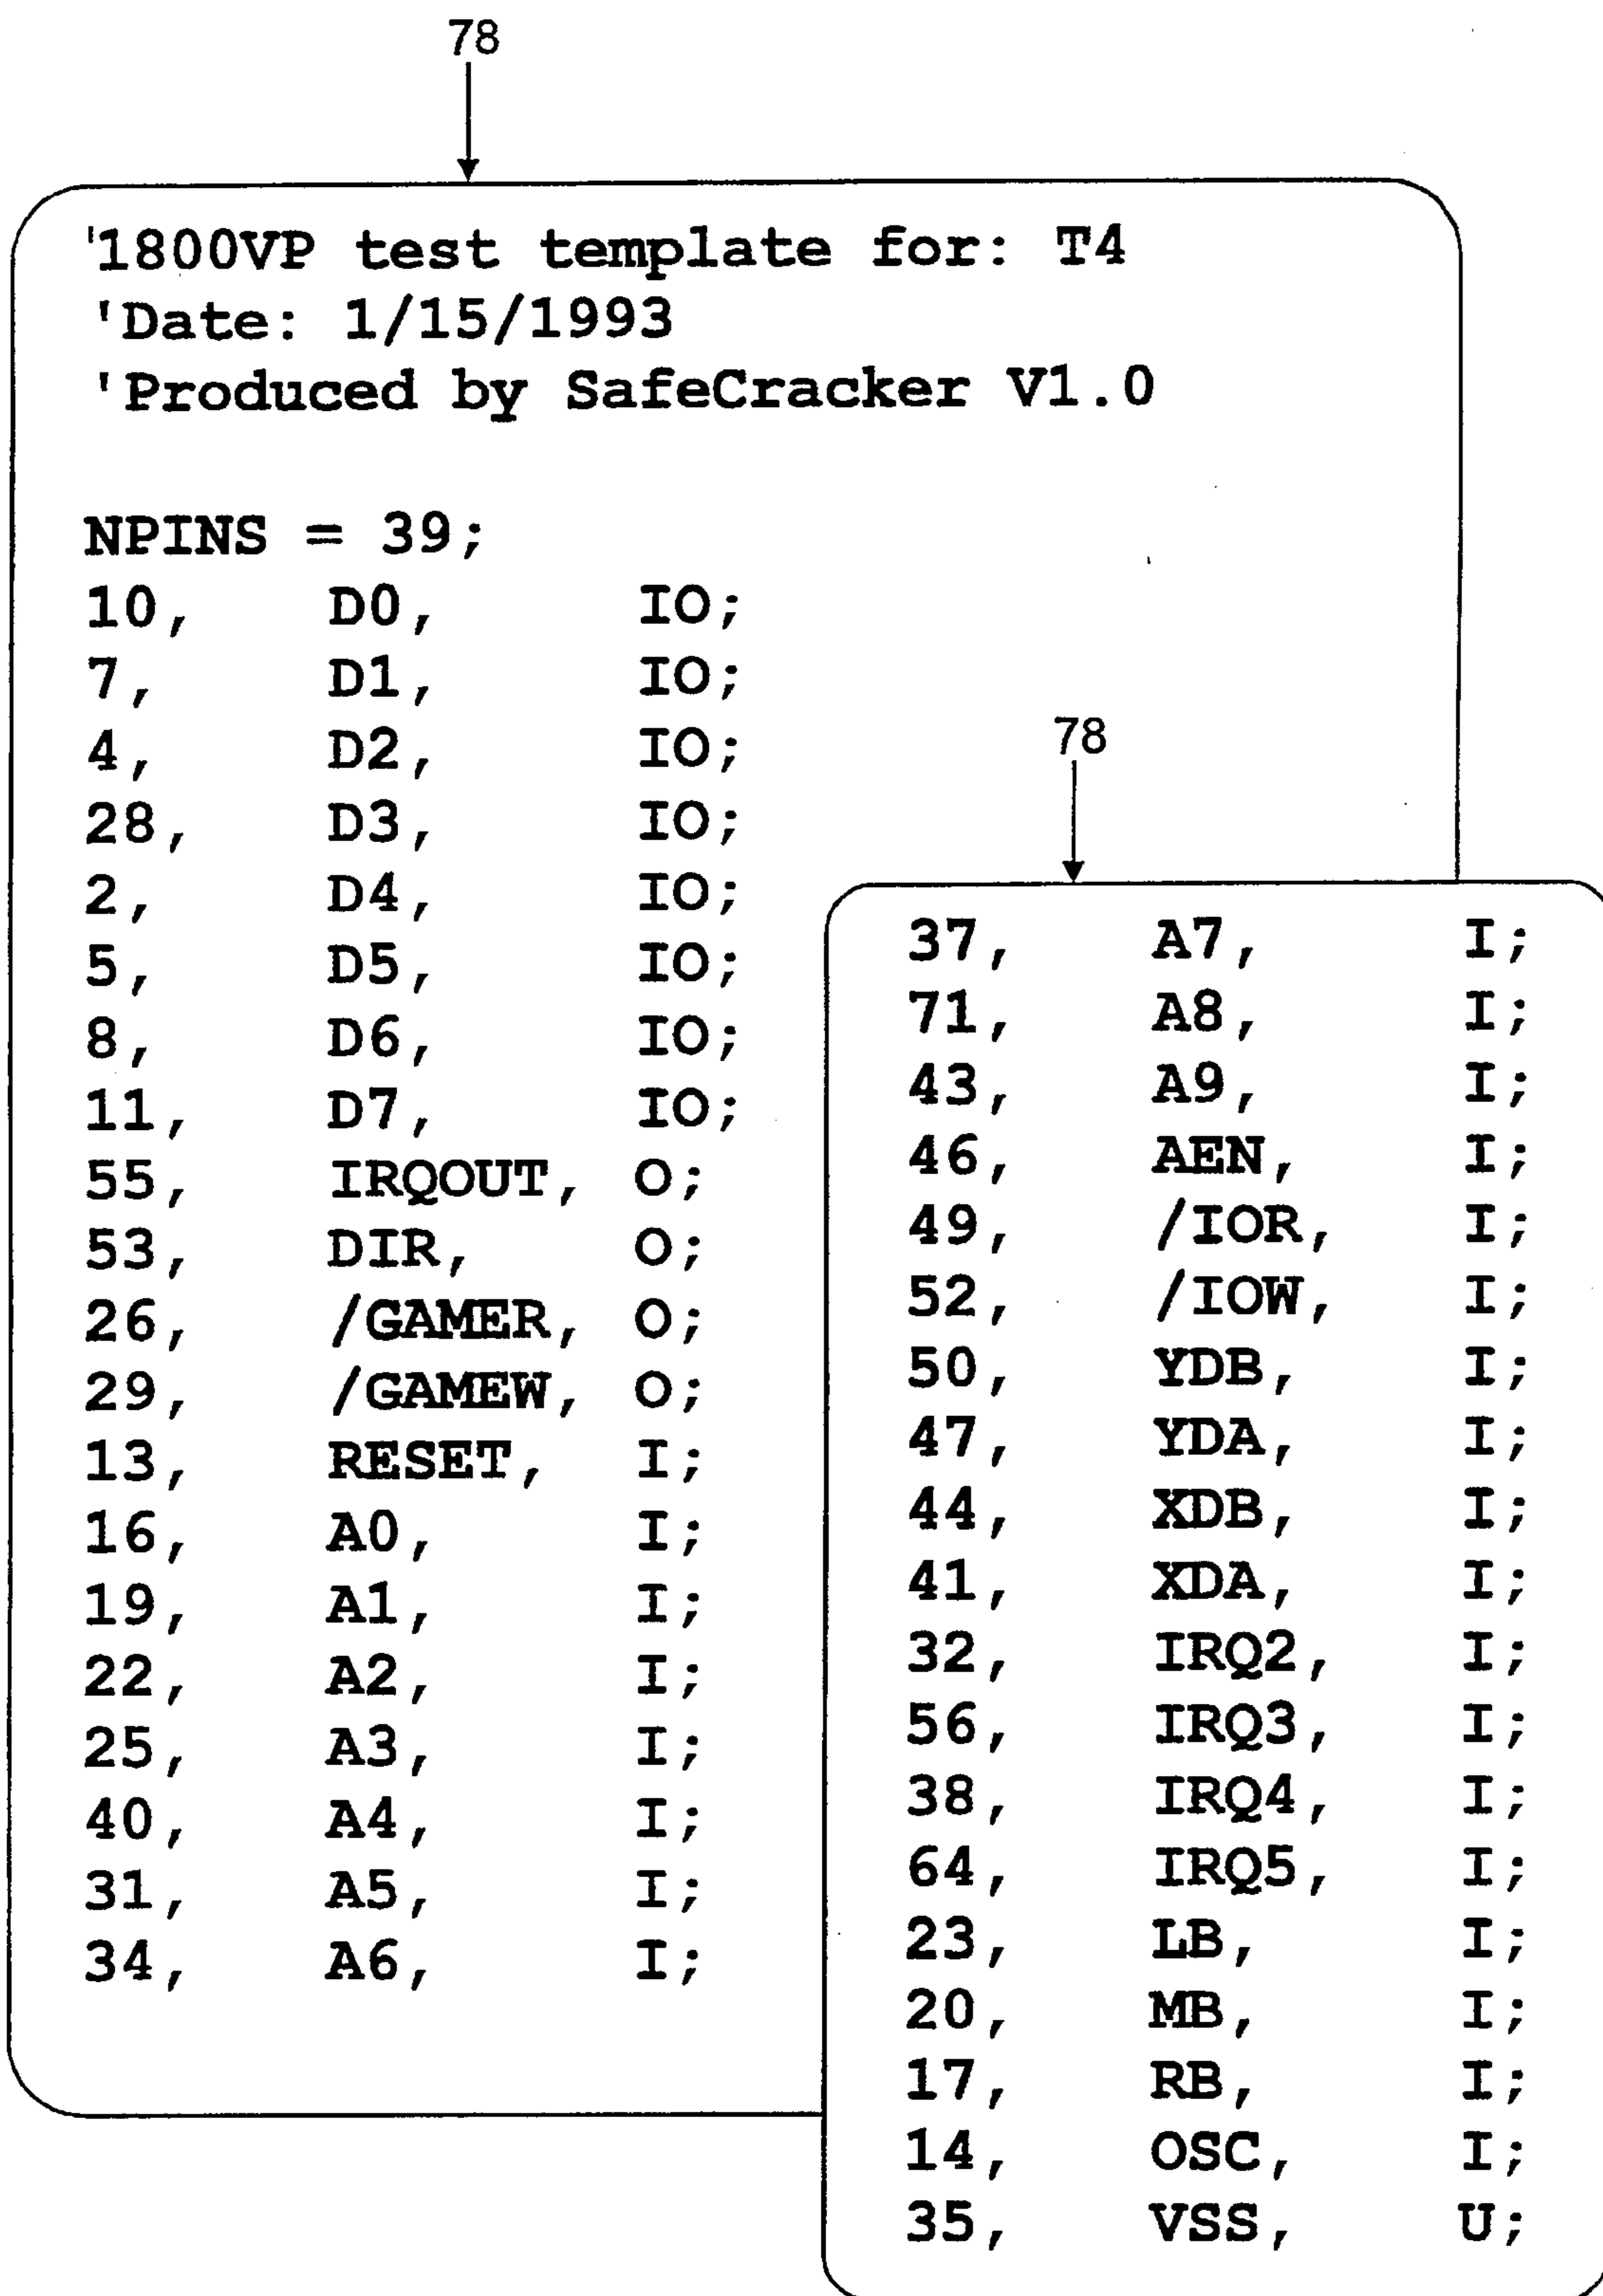 78
'1800VP test template for: T4
'Date: 1/15/1993
'Produced by SafeCracker V1.0
NPINS = 39;
10, D0, IO;
7, D1, IO;
4, D2, IO;
28, D3, IO;
2, D4, IO;
5, D5, IO;
8, D6, IO;
11, D7, IO;
55, IRQOUT, O;
53, DIR, O;
26, /GAMER, O;
29, /GAMEW, O;
13, RESET, I;
16, A0, I;
19, A1, I;
22, A2, I;
25, A3, I;
40, A4, I;
31, A5, I;
34, A6, I;
78
37, A7, I;
71, A8, I;
43, A9, I;
46, AEN, I;
49, /IOR, I;
52, /IOW, I;
50, YDB, I;
47, YDA, I;
44, XDB, I;
41, XDA, I;
32, IRQ2, I;
56, IRQ3, I;
38, IRQ4, I;
64, IRQ5, I;
23, LB, I;
20, MB, I;
17, RB, I;
14, OSC, I;
35, VSS, U;